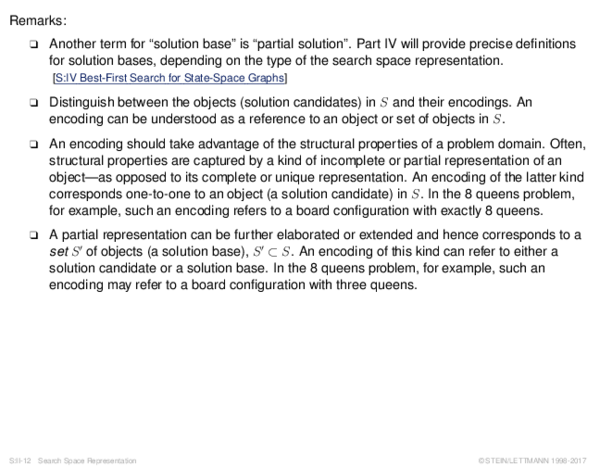 Remarks:
❑ Another term for “solution base” is “partial solution”. Part IV will provide precise definitions
for solution bases, depending on the type of the search space representation.
[S:IV Best-First Search for State-Space Graphs]
❑ Distinguish between the objects (solution candidates) in S and their encodings. An
encoding can be understood as a reference to an object or set of objects in S.
❑ An encoding should take advantage of the structural properties of a problem domain. Often,
structural properties are captured by a kind of incomplete or partial representation of an
object—as opposed to its complete or unique representation. An encoding of the latter kind
corresponds one-to-one to an object (a solution candidate) in S. In the 8 queens problem,
for example, such an encoding refers to a board configuration with exactly 8 queens.
❑ A partial representation can be further elaborated or extended and hence corresponds to a
set S′ of objects (a solution base), S′ ⊂ S. An encoding of this kind can refer to either a
solution candidate or a solution base. In the 8 queens problem, for example, such an
encoding may refer to a board configuration with three queens.
S:II-12 Search Space Representation ©STEIN/LETTMANN 1998-2017